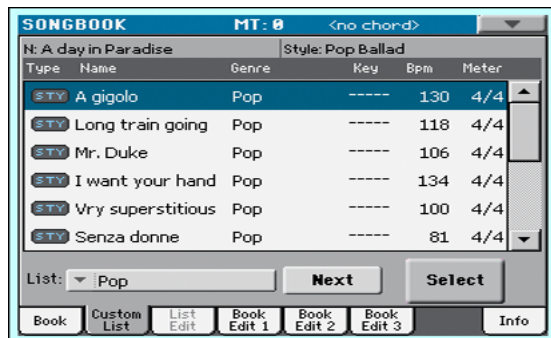 SONGBOOK MT: 0 <no chord>
N: A day in Paradise Style: Pop Ballad
Type Name Genre Key Bpm Meter
STY A gigolo Pop ----- 130 4/4
STY Long train going Pop ----- 118 4/4
STY Mr. Duke Pop ----- 106 4/4
STY I want your hand Pop ----- 134 4/4
STY Vry superstitious Pop ----- 100 4/4
STY Senza donne Pop ----- 81 4/4
List: Pop Next Select
Book Custom List List Edit Book Edit 1 Book Edit 2 Book Edit 3 Info